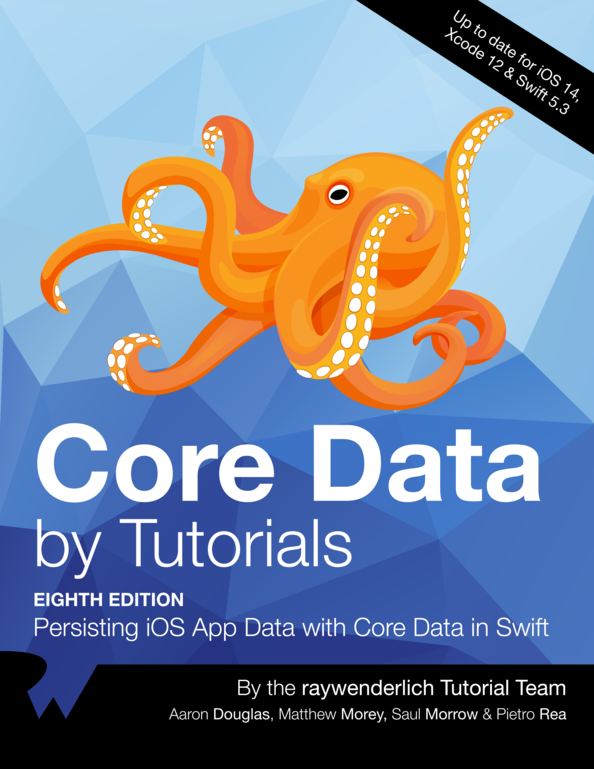 Up to date for iOS 14,
Xcode 12 & Swift 5.3
Core Data
by Tutorials
EIGHTH EDITION
Persisting iOS App Data with Core Data in Swift
By the raywenderlich Tutorial Team
Aaron Douglas, Matthew Morey, Saul Morrow & Pietro Rea